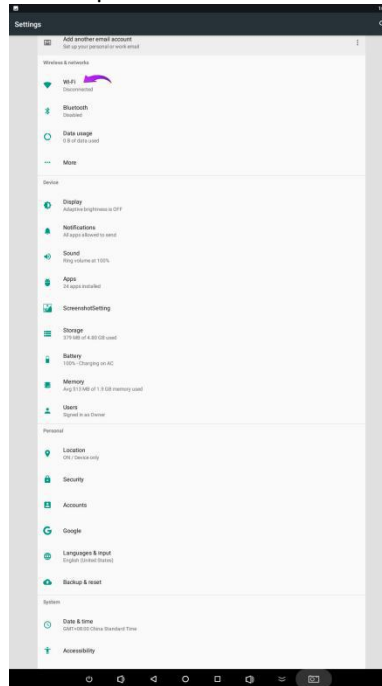 Settings
Add another email account
Set up your personal or work email
Wireless & networks
Wi-Fi
Disconnected
Bluetooth
Disabled
Data usage
0 B of data used
More
Device
Display
Adaptive brightness is OFF
Notifications
All apps allowed to send
Sound
Ring volume at 100%
Apps
24 apps installed
ScreenshotSetting
Storage
379 MB of 4.80 GB used
Battery
100% - Charging on AC
Memory
Avg 513 MB of 1.9 GB memory used
Users
Signed in as Owner
Personal
Location
ON / Device only
Security
Accounts
Google
Languages & input
English (United States)
Backup & reset
System
Date & time
GMT+08:00 China Standard Time
Accessibility